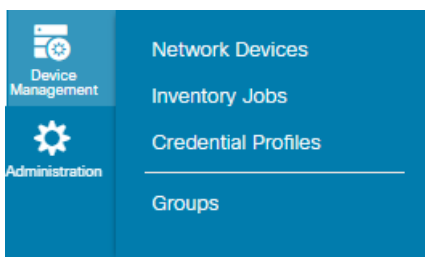 Device
Management
Administration
Network Devices
Inventory Jobs
Credential Profiles
Groups